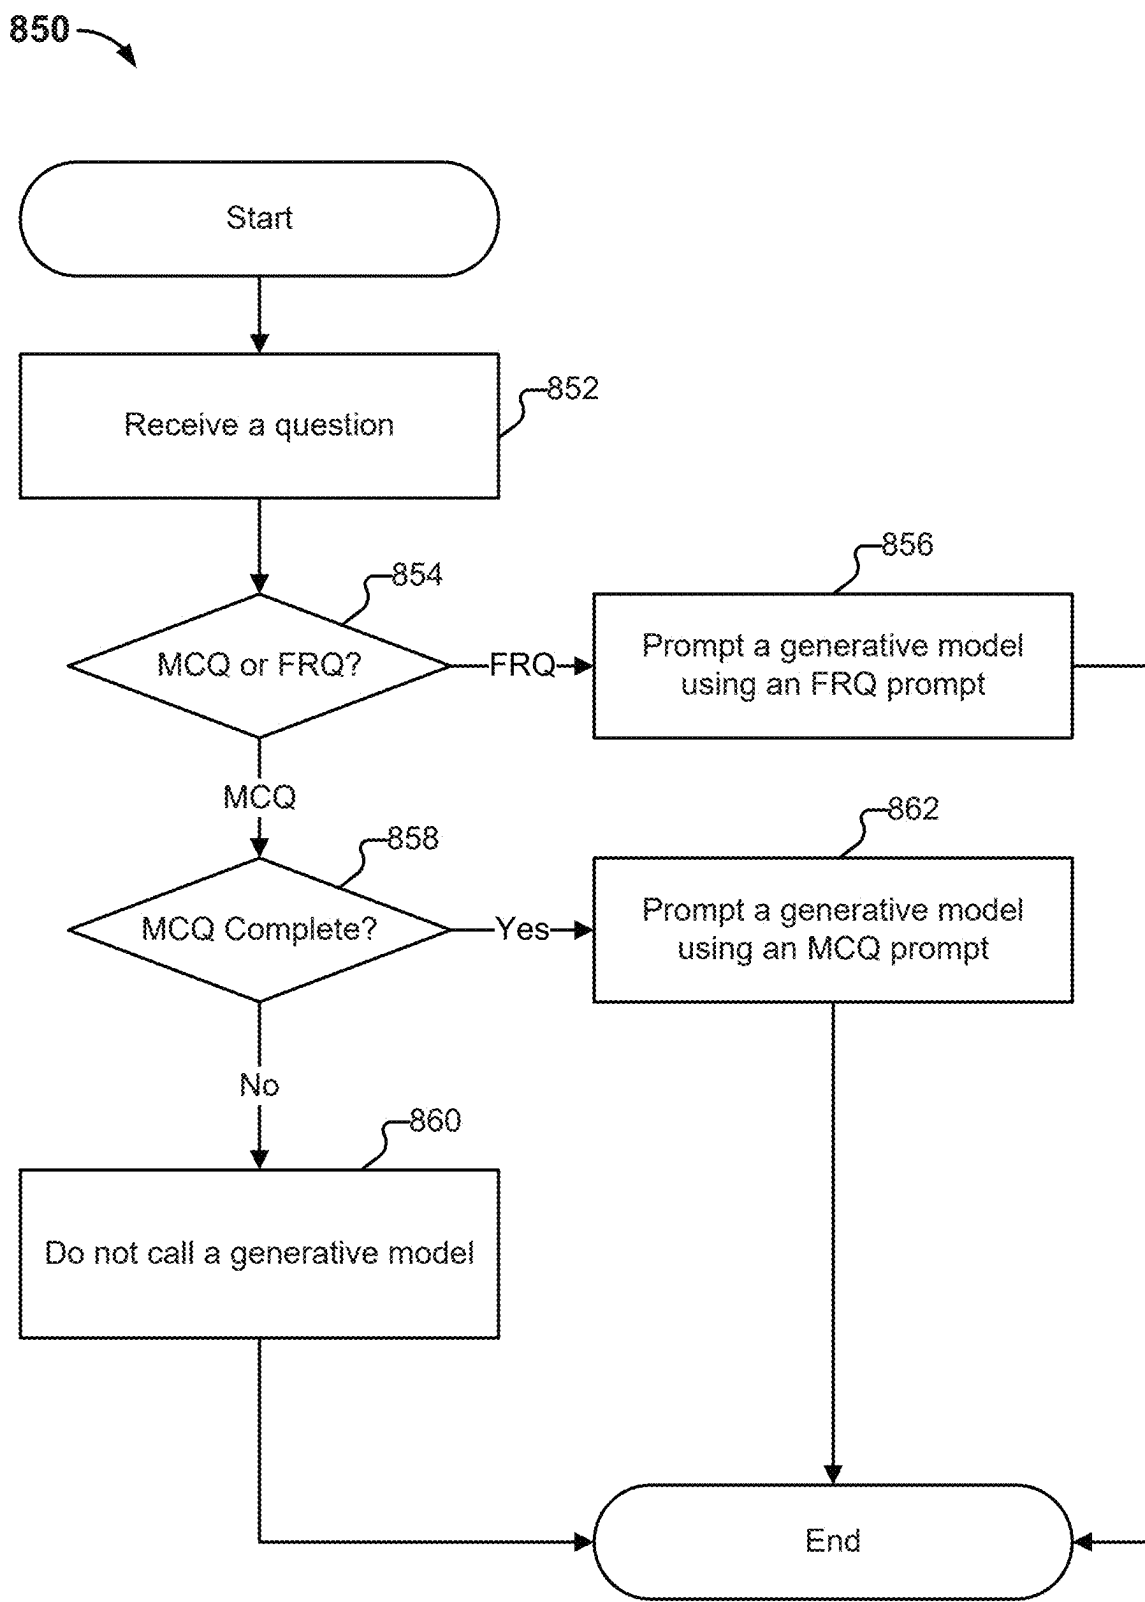 850
Start
Receive a question
852
854
MCQ or FRQ?
FRQ
856
Prompt a generative model
using an FRQ prompt
MCQ
858
MCQ Complete?
Yes
862
Prompt a generative model
using an MCQ prompt
No
860
Do not call a generative model
End